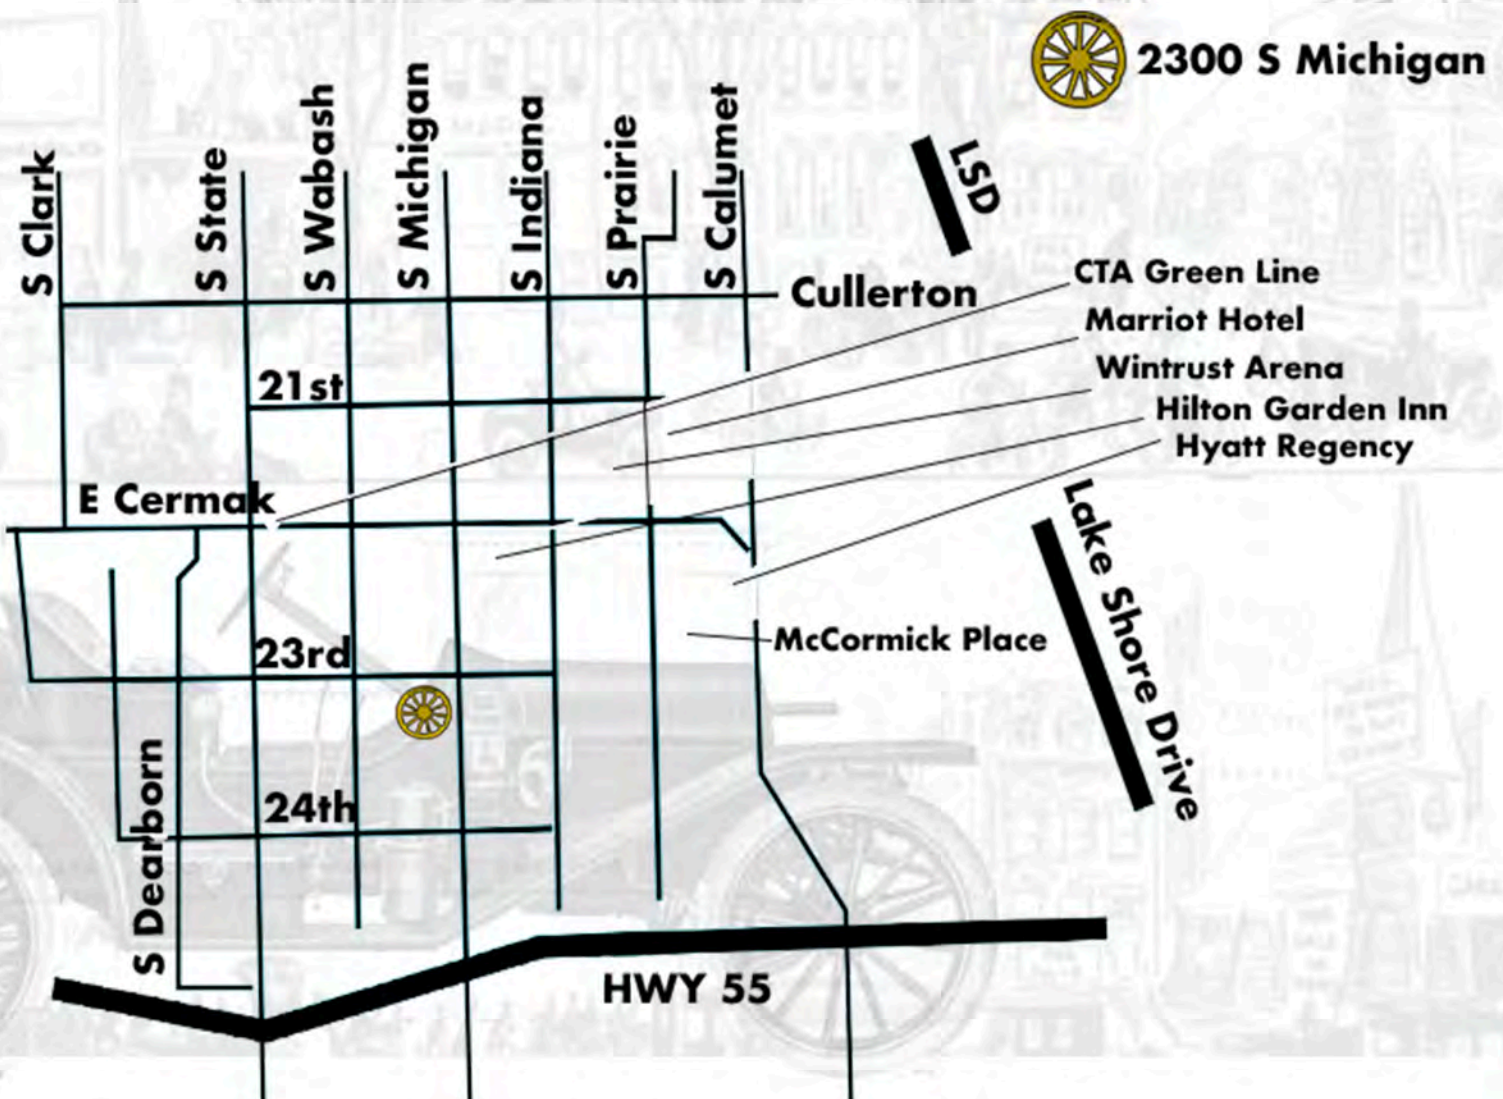 2300 S Michigan
S Clark
S State
S Wabash
S Michigan
S Indiana
S Prairie
S Calumet
LSD
Cullerton
CTA Green Line
Marriot Hotel
Wintrust Arena
Hilton Garden Inn
Hyatt Regency
21st
E Cermak
Lake Shore Drive
23rd
McCormick Place
24th
S Dearborn
HWY 55